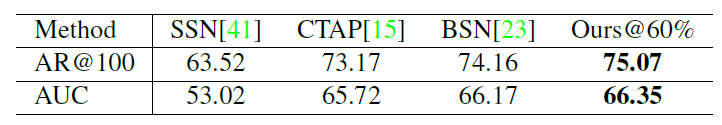 Method SSN[41] CTAP[15] BSN[23] Ours@60%
AR@100 63.52 73.17 74.16 75.07
AUC 53.02 65.72 66.17 66.35